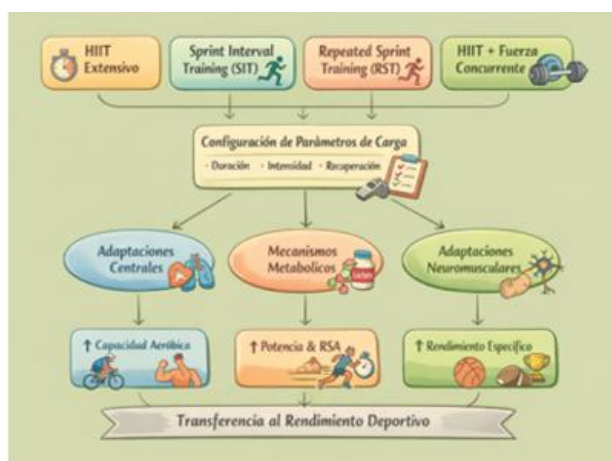 HIIT
Extensivo
Sprint Interval
Training (SIT)
Repeated Sprint
Training (RST)
HIIT + Fuerza
Concurrente
Configuración de Parámetros de Carga
· Duración · Intensidad · Recuperación
Adaptaciones
Centrales
Mecanismos
Metabolicos
Adaptaciones
Neuromusculares
↑ Capacidad Aeróbica
↑ Potencia & RSA
↑ Rendimiento Específico
Transferencia al Rendimiento Deportivo